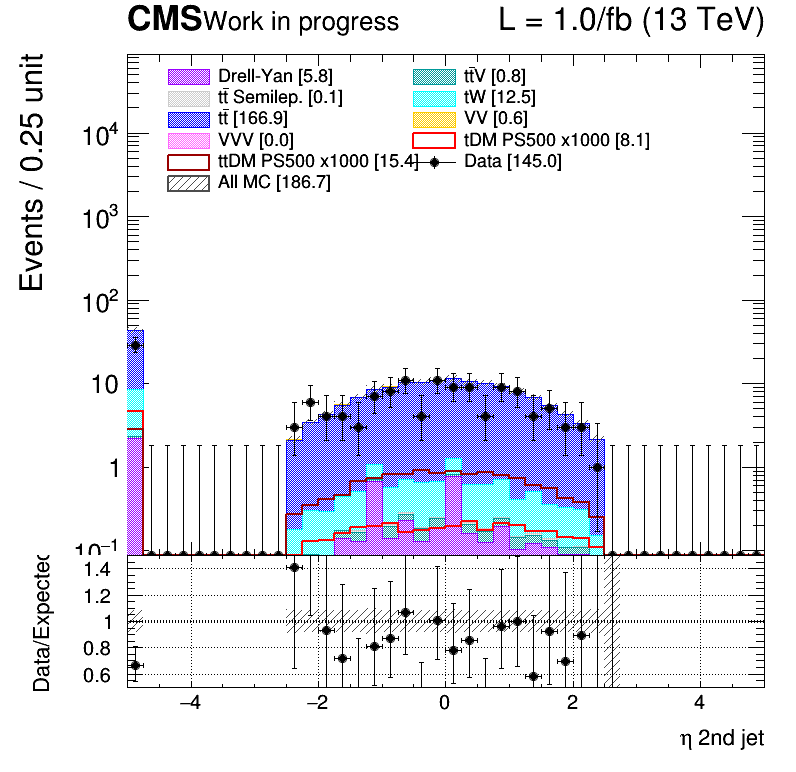 CMS Work in progress L = 1.0/fb (13 TeV)
Events / 0.25 unit
Drell-Yan [5.8] tt̄V [0.8]
tt̄ Semilep. [0.1] tW [12.5]
tt̄ [166.9] VV [0.6]
VVV [0.0] tDM PS500 x1000 [8.1]
ttDM PS500 x1000 [15.4] Data [145.0]
All MC [186.7]
10⁴
10³
10²
10
1
10⁻¹
Data/Expected
1.4
1.2
1
0.8
0.6
−4 −2 0 2 4
η 2nd jet